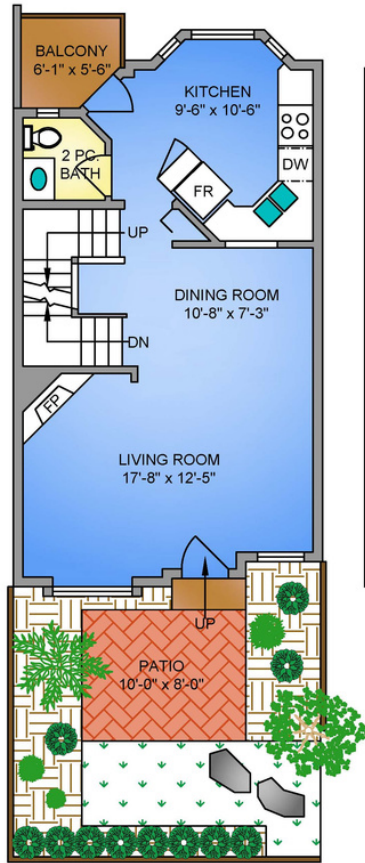 BALCONY
6'-1" x 5'-6"
KITCHEN
9'-6" x 10'-6"
2 PC.
BATH
DW
FR
UP
DINING ROOM
10'-8" x 7'-3"
DN
FP
LIVING ROOM
17'-8" x 12'-5"
UP
PATIO
10'-0" x 8'-0"